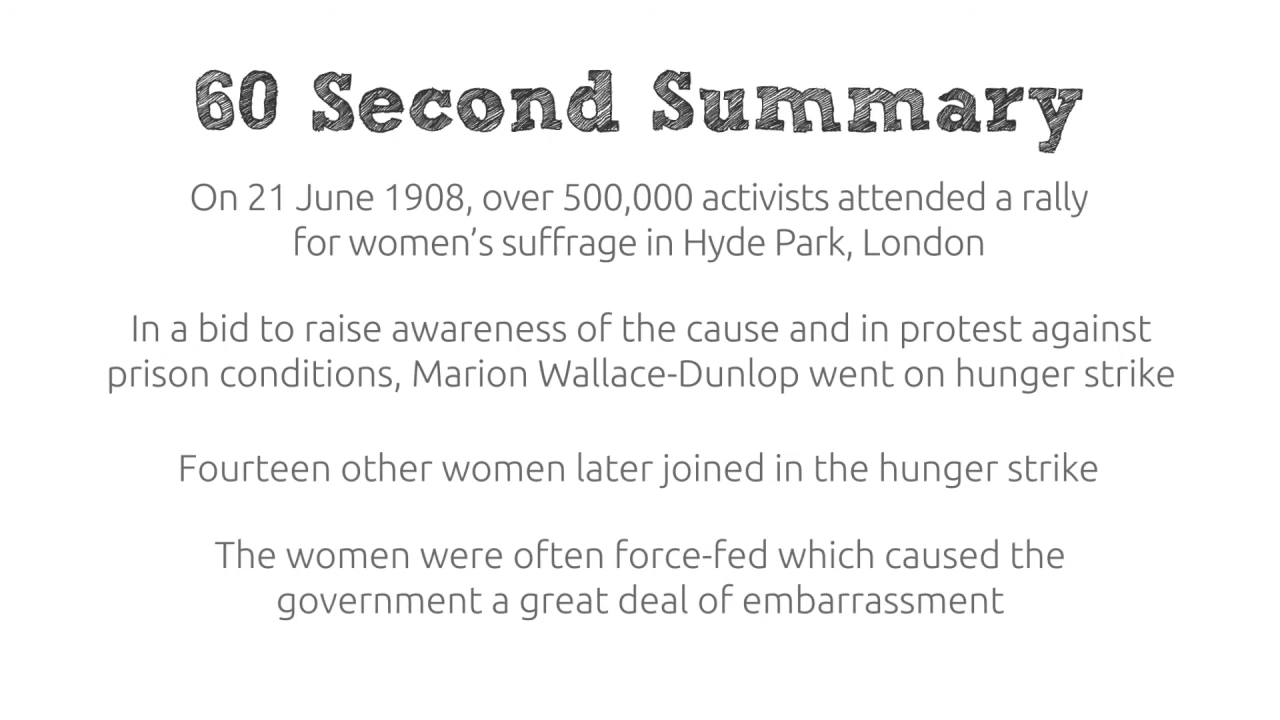 60 Second Summary
On 21 June 1908, over 500,000 activists attended a rally
for women’s suffrage in Hyde Park, London
In a bid to raise awareness of the cause and in protest against
prison conditions, Marion Wallace-Dunlop went on hunger strike
Fourteen other women later joined in the hunger strike
The women were often force-fed which caused the
government a great deal of embarrassment